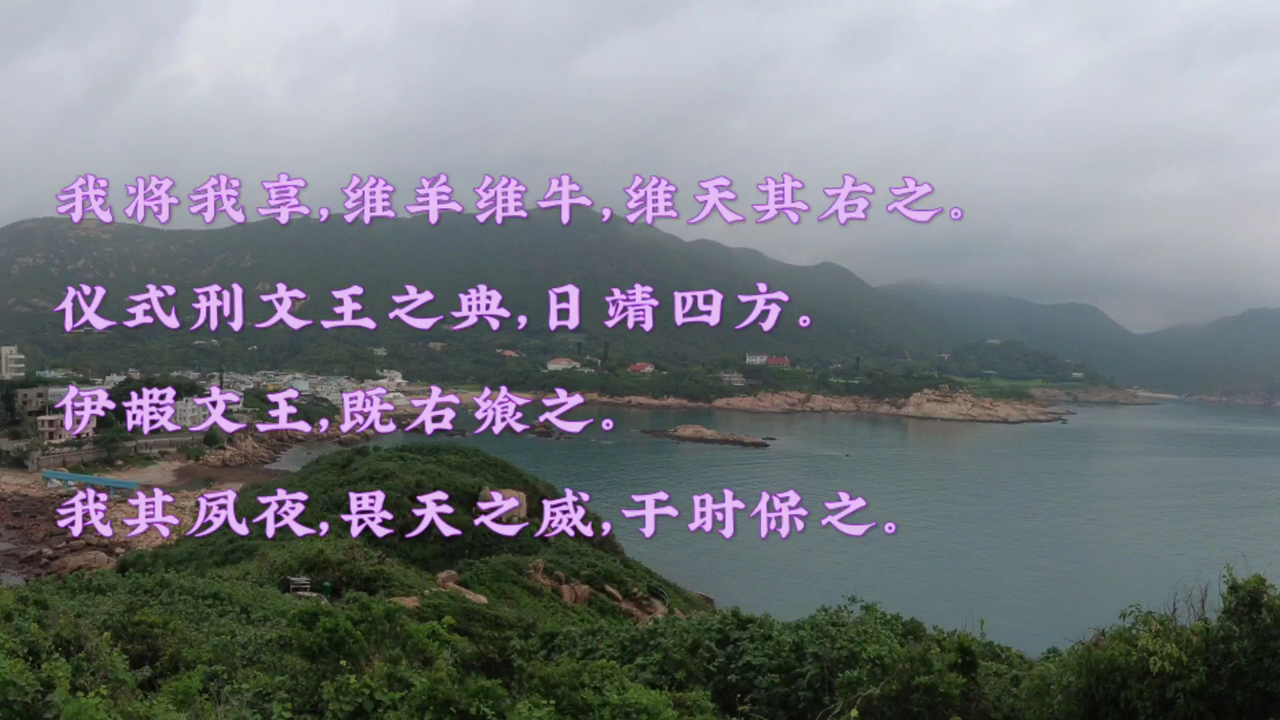 我将我享,维羊维牛,维天其右之。
仪式刑文王之典,日靖四方。
伊嘏文王,既右飨之。
我其夙夜,畏天之威,于时保之。